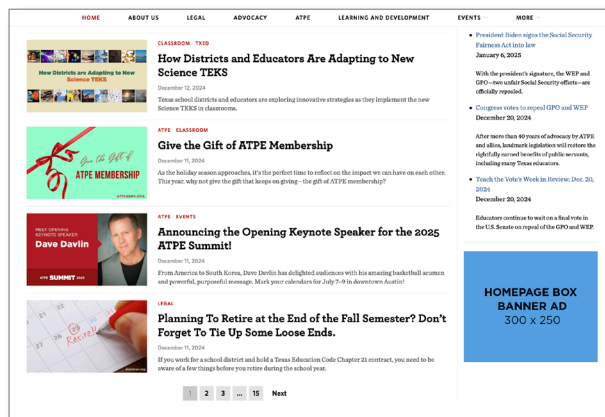 HOME ABOUT US LEGAL ADVOCACY ATPE LEARNING AND DEVELOPMENT EVENTS MORE
How Districts are Adapting to New
Science TEKS
CLASSROOM · TXED
How Districts and Educators Are Adapting to New
Science TEKS
December 12, 2024
Texas school districts and educators are exploring innovative strategies as they implement the new
Science TEKS in classrooms.
Give the Gift of
ATPE MEMBERSHIP
ATPE · CLASSROOM
Give the Gift of ATPE Membership
December 11, 2024
As the holiday season approaches, it's the perfect time to reflect on the impact we can have on each other.
This year, why not give the gift that keeps on giving—the gift of ATPE membership?
MEET OPENING
KEYNOTE SPEAKER
Dave Davlin
ATPE SUMMIT 2025
ATPE · EVENTS
Announcing the Opening Keynote Speaker for the 2025
ATPE Summit!
December 11, 2024
From America to South Korea, Dave Davlin has delighted audiences with his amazing basketball acumen
and powerful, purposeful message. Mark your calendars for July 7–9 in downtown Austin!
Retire!!
LEGAL
Planning To Retire at the End of the Fall Semester? Don't
Forget To Tie Up Some Loose Ends.
December 11, 2024
If you work for a school district and hold a Texas Education Code Chapter 21 contract, you need to be
aware of a few things before you retire during the school year.
1 2 3 ... 15 Next
President Biden signs the Social Security
Fairness Act into law
January 6, 2025
With the president's signature, the WEP and
GPO—two unfair Social Security offsets—are
officially repealed.
Congress votes to repeal GPO and WEP
December 20, 2024
After more than 40 years of advocacy by ATPE
and allies, landmark legislation will restore the
rightfully earned benefits of public servants,
including many Texas educators.
Teach the Vote's Week in Review: Dec. 20,
2024
December 20, 2024
Educators continue to wait on a final vote in
the U.S. Senate on repeal of the GPO and WEP.
HOMEPAGE BOX
BANNER AD
300 x 250